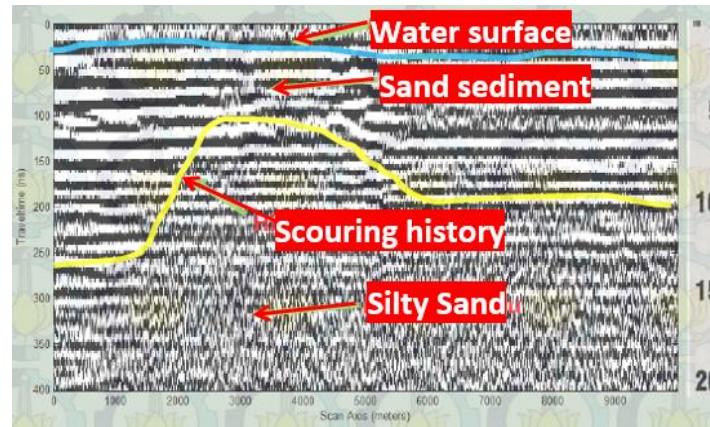 Water surface
Sand sediment
Scouring history
Silty Sand
Traveltime (ns)
0
50
100
150
200
250
300
350
400
0 1000 2000 3000 4000 5000 6000 7000 8000 9000
Scan Axis (meters)